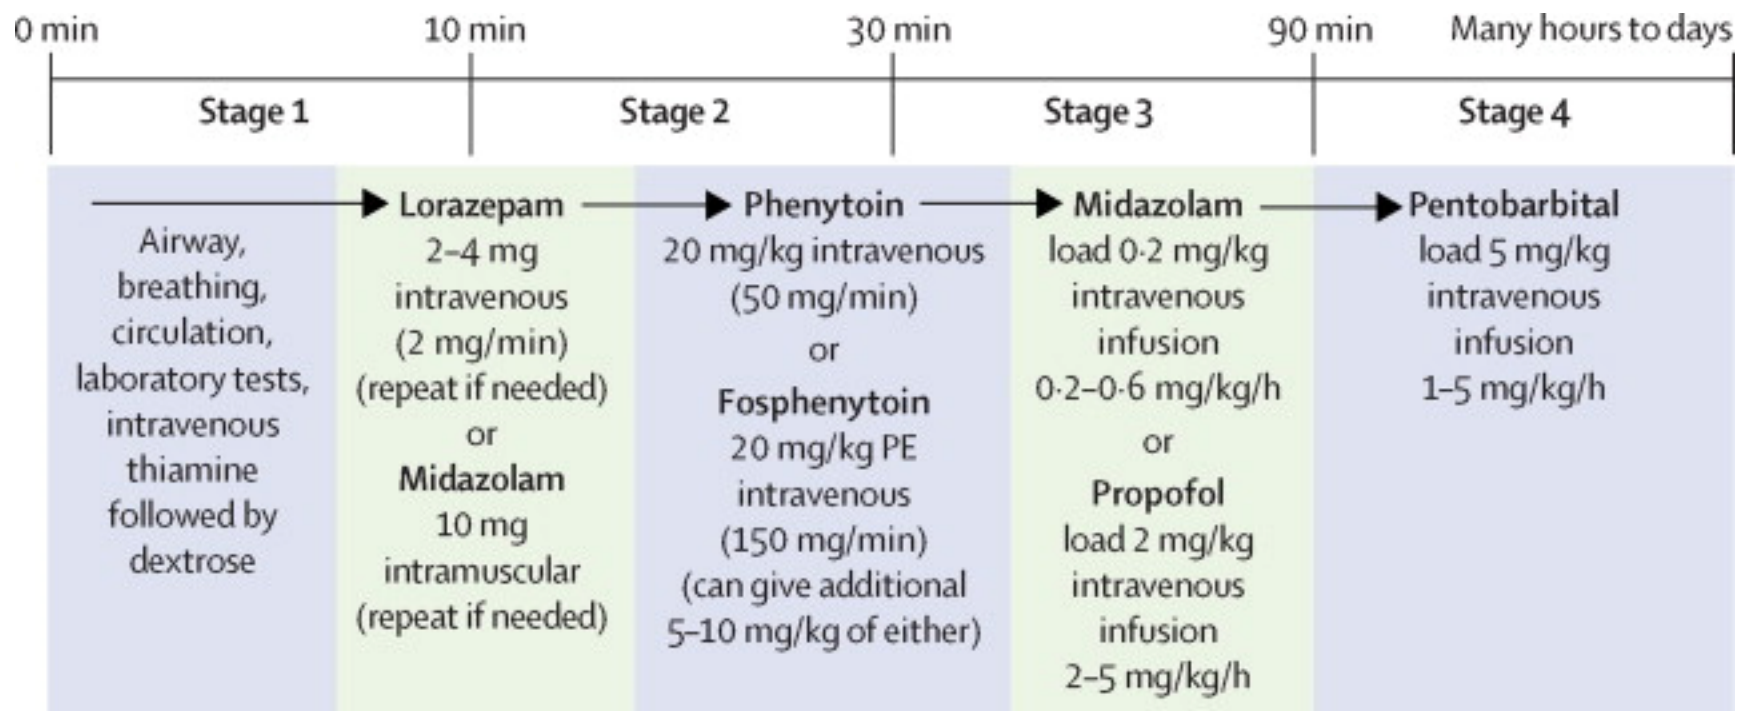 0 min
10 min
30 min
90 min
Many hours to days
Stage 1
Stage 2
Stage 3
Stage 4
Airway,
breathing,
circulation,
laboratory tests,
intravenous
thiamine
followed by
dextrose
Lorazepam
2–4 mg
intravenous
(2 mg/min)
(repeat if needed)
or
Midazolam
10 mg
intramuscular
(repeat if needed)
Phenytoin
20 mg/kg intravenous
(50 mg/min)
or
Fosphenytoin
20 mg/kg PE
intravenous
(150 mg/min)
(can give additional
5–10 mg/kg of either)
Midazolam
load 0·2 mg/kg
intravenous
infusion
0·2–0·6 mg/kg/h
or
Propofol
load 2 mg/kg
intravenous
infusion
2–5 mg/kg/h
Pentobarbital
load 5 mg/kg
intravenous
infusion
1–5 mg/kg/h